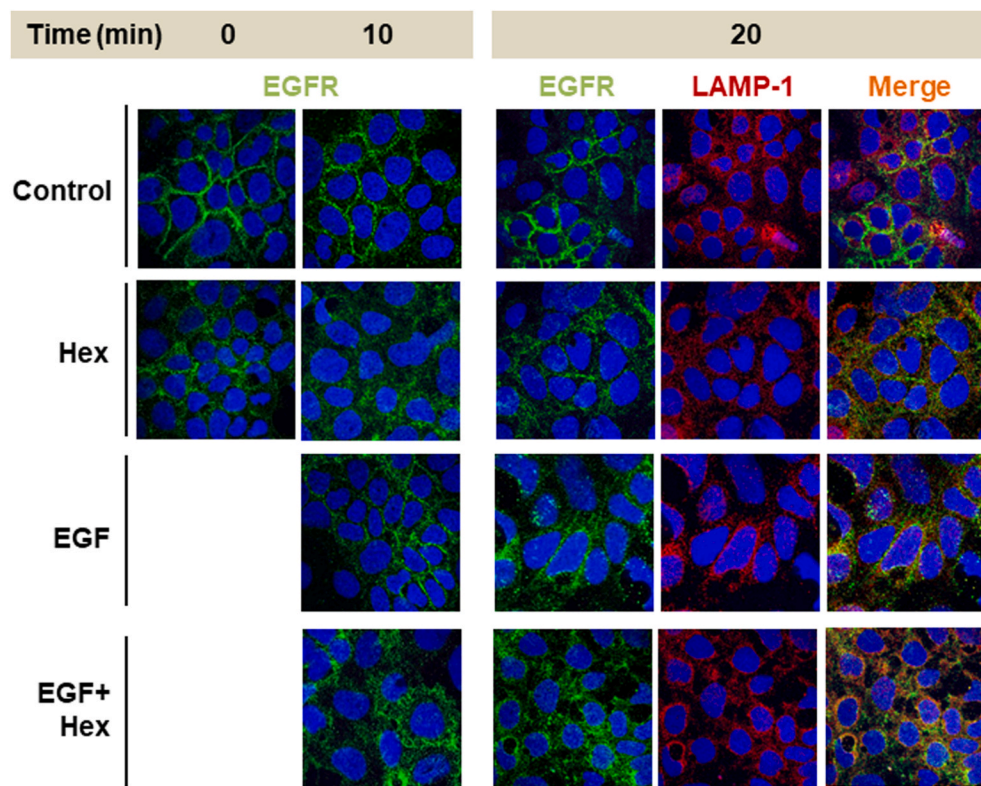 Time (min) 0 10 20
EGFR EGFR LAMP-1 Merge
Control
Hex
EGF
EGF+
Hex